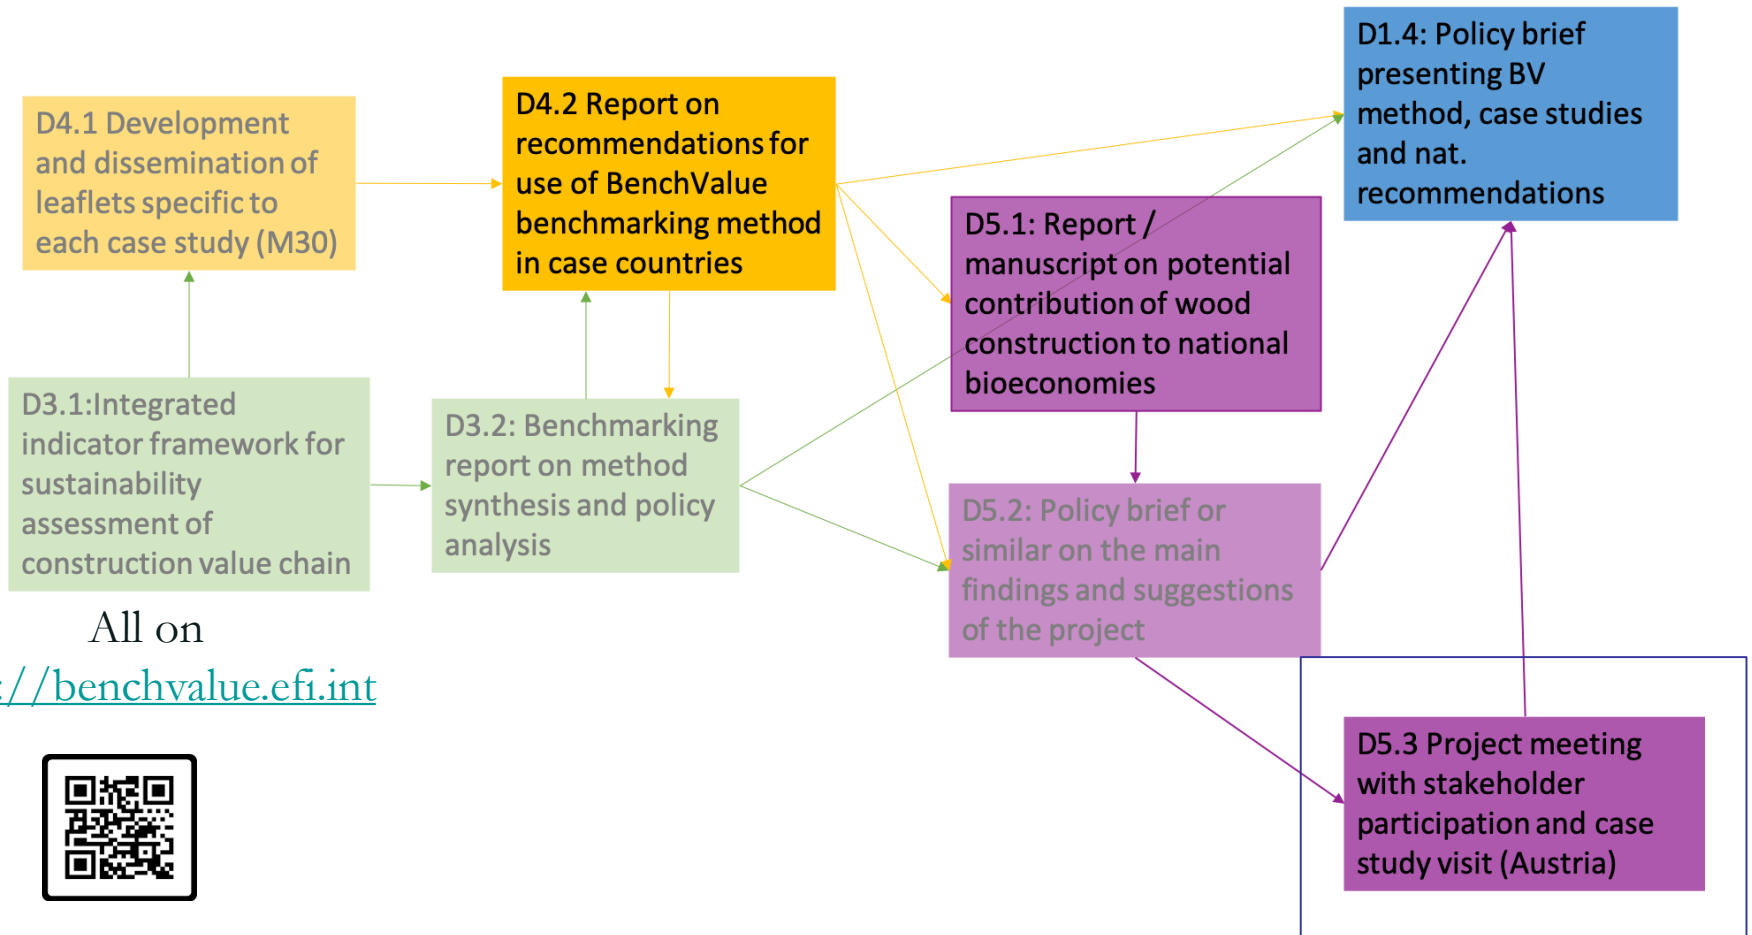 D4.1 Development
and dissemination of
leaflets specific to
each case study (M30)
D4.2 Report on
recommendations for
use of BenchValue
benchmarking method
in case countries
D1.4: Policy brief
presenting BV
method, case studies
and nat.
recommendations
D5.1: Report /
manuscript on potential
contribution of wood
construction to national
bioeconomies
D3.1:Integrated
indicator framework for
sustainability
assessment of
construction value chain
D3.2: Benchmarking
report on method
synthesis and policy
analysis
D5.2: Policy brief or
similar on the main
findings and suggestions
of the project
All on
://benchvalue.efi.int
D5.3 Project meeting
with stakeholder
participation and case
study visit (Austria)